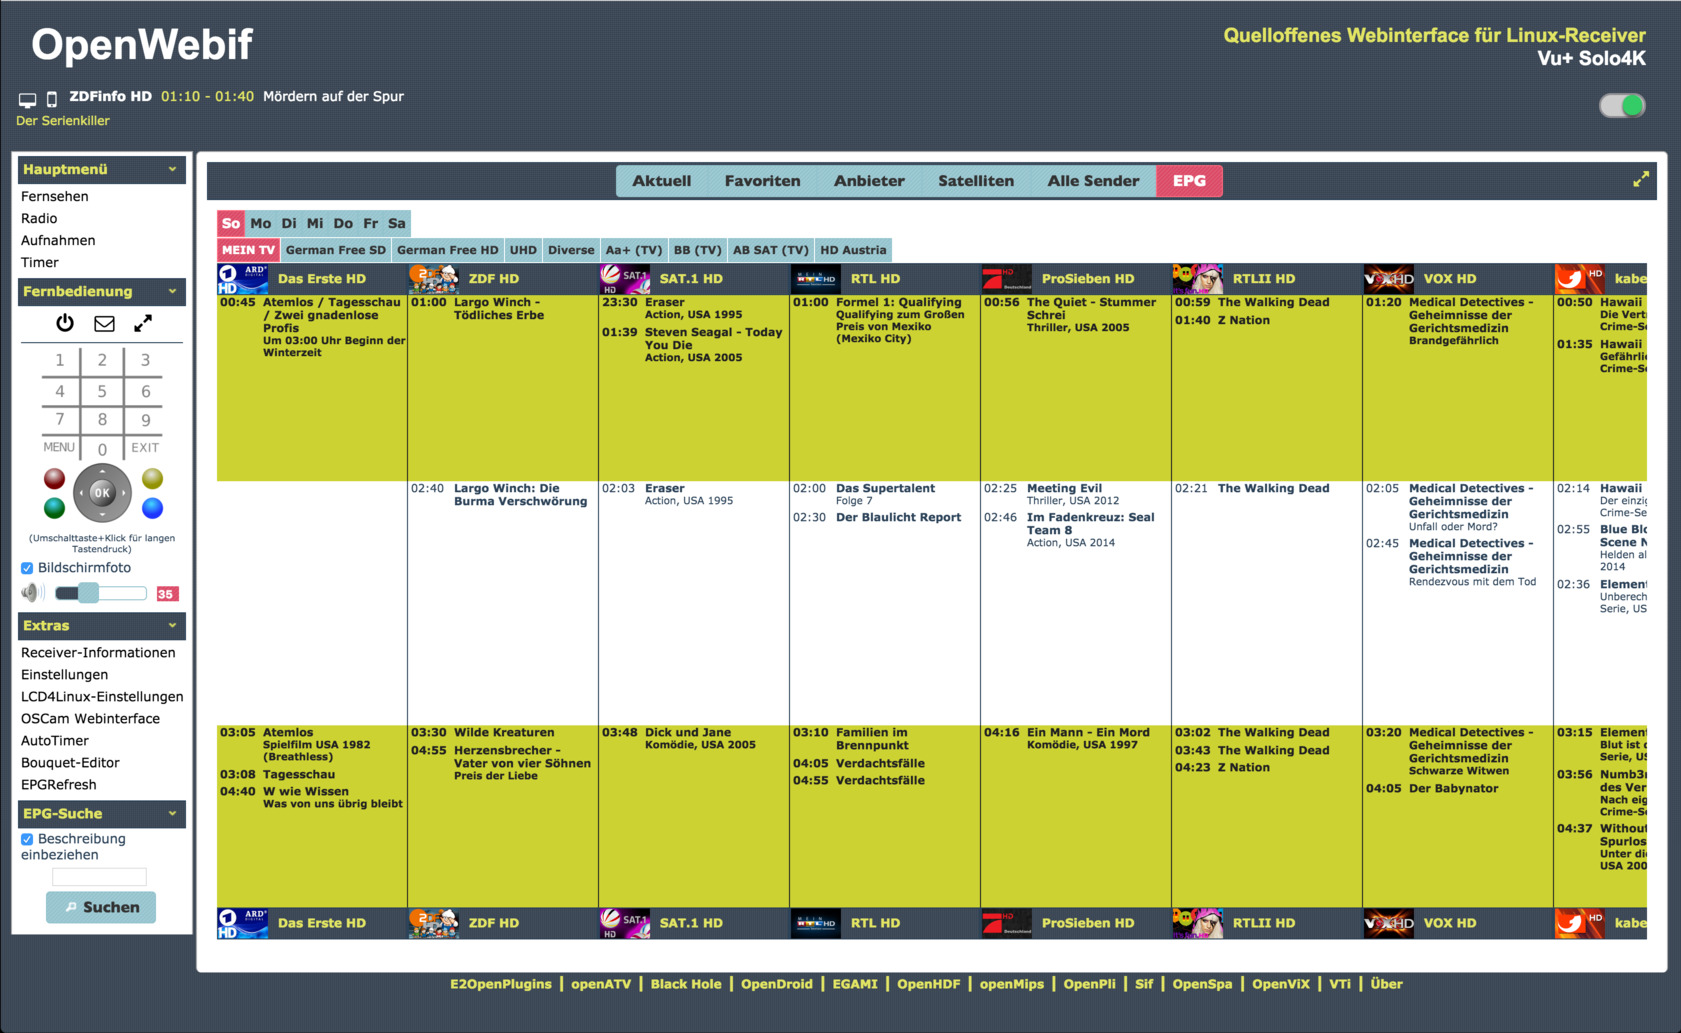 OpenWebif
Quelloffenes Webinterface für Linux-Receiver
Vu+ Solo4K
ZDFinfo HD 01:10 - 01:40 Mördern auf der Spur
Der Serienkiller
Hauptmenü
Fernsehen
Radio
Aufnahmen
Timer
Fernbedienung
1 2 3
4 5 6
7 8 9
MENU 0 EXIT
OK
(Umschalttaste+Klick für langen
Tastendruck)
Bildschirmfoto
35
Extras
Receiver-Informationen
Einstellungen
LCD4Linux-Einstellungen
OSCam Webinterface
AutoTimer
Bouquet-Editor
EPGRefresh
EPG-Suche
Beschreibung
einbeziehen
Suchen
Aktuell Favoriten Anbieter Satelliten Alle Sender EPG
So Mo Di Mi Do Fr Sa
MEIN TV German Free SD German Free HD UHD Diverse Aa+ (TV) BB (TV) AB SAT (TV) HD Austria
Das Erste HD ZDF HD SAT.1 HD RTL HD ProSieben HD RTLII HD VOX HD kabe
00:45 Atemlos / Tagesschau
/ Zwei gnadenlose
Profis
Um 03:00 Uhr Beginn der
Winterzeit
01:00 Largo Winch -
Tödliches Erbe
23:30 Eraser
Action, USA 1995
01:39 Steven Seagal - Today
You Die
Action, USA 2005
01:00 Formel 1: Qualifying
Qualifying zum Großen
Preis von Mexiko
(Mexiko City)
00:56 The Quiet - Stummer
Schrei
Thriller, USA 2005
00:59 The Walking Dead
01:40 Z Nation
01:20 Medical Detectives -
Geheimnisse der
Gerichtsmedizin
Brandgefährlich
00:50 Hawaii
Die Vert
Crime-Se
01:35 Hawaii
Gefährlic
Crime-Se
02:40 Largo Winch: Die
Burma Verschwörung
02:03 Eraser
Action, USA 1995
02:00 Das Supertalent
Folge 7
02:30 Der Blaulicht Report
02:25 Meeting Evil
Thriller, USA 2012
02:46 Im Fadenkreuz: Seal
Team 8
Action, USA 2014
02:21 The Walking Dead
02:05 Medical Detectives -
Geheimnisse der
Gerichtsmedizin
Unfall oder Mord?
02:45 Medical Detectives -
Geheimnisse der
Gerichtsmedizin
Rendezvous mit dem Tod
02:14 Hawaii
Der einzig
Crime-Se
02:55 Blue Blo
Scene N
Helden al
2014
02:36 Element
Unberech
Serie, US
03:05 Atemlos
Spielfilm USA 1982
(Breathless)
03:08 Tagesschau
04:40 W wie Wissen
Was von uns übrig bleibt
03:30 Wilde Kreaturen
04:55 Herzensbrecher -
Vater von vier Söhnen
Preis der Liebe
03:48 Dick und Jane
Komödie, USA 2005
03:10 Familien im
Brennpunkt
04:05 Verdachtsfälle
04:55 Verdachtsfälle
04:16 Ein Mann - Ein Mord
Komödie, USA 1997
03:02 The Walking Dead
03:43 The Walking Dead
04:23 Z Nation
03:20 Medical Detectives -
Geheimnisse der
Gerichtsmedizin
Schwarze Witwen
04:05 Der Babynator
03:15 Element
Blut ist d
Serie, US
03:56 Numb3r
des Ver
Nach eig
Crime-Se
04:37 Without
Spurlos
Unter die
USA 200
Das Erste HD ZDF HD SAT.1 HD RTL HD ProSieben HD RTLII HD VOX HD kabe
E2OpenPlugins | openATV | Black Hole | OpenDroid | EGAMI | OpenHDF | openMips | OpenPli | Sif | OpenSpa | OpenViX | VTi | Über